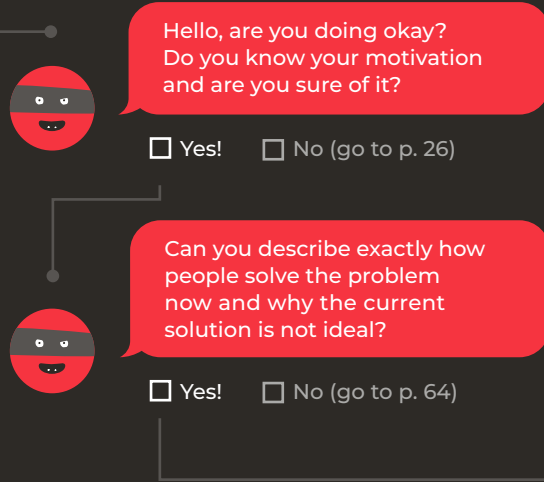 Hello, are you doing okay?
Do you know your motivation
and are you sure of it?
Yes! No (go to p. 26)
Can you describe exactly how
people solve the problem
now and why the current
solution is not ideal?
Yes! No (go to p. 64)